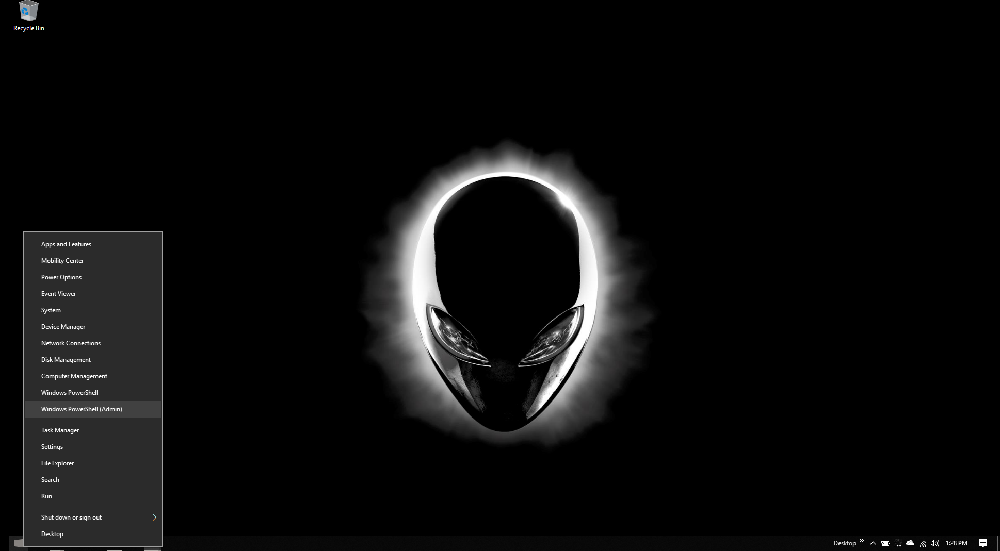 Recycle Bin
Apps and Features
Mobility Center
Power Options
Event Viewer
System
Device Manager
Network Connections
Disk Management
Computer Management
Windows PowerShell
Windows PowerShell (Admin)
Task Manager
Settings
File Explorer
Search
Run
Shut down or sign out
Desktop
Desktop 1:28 PM